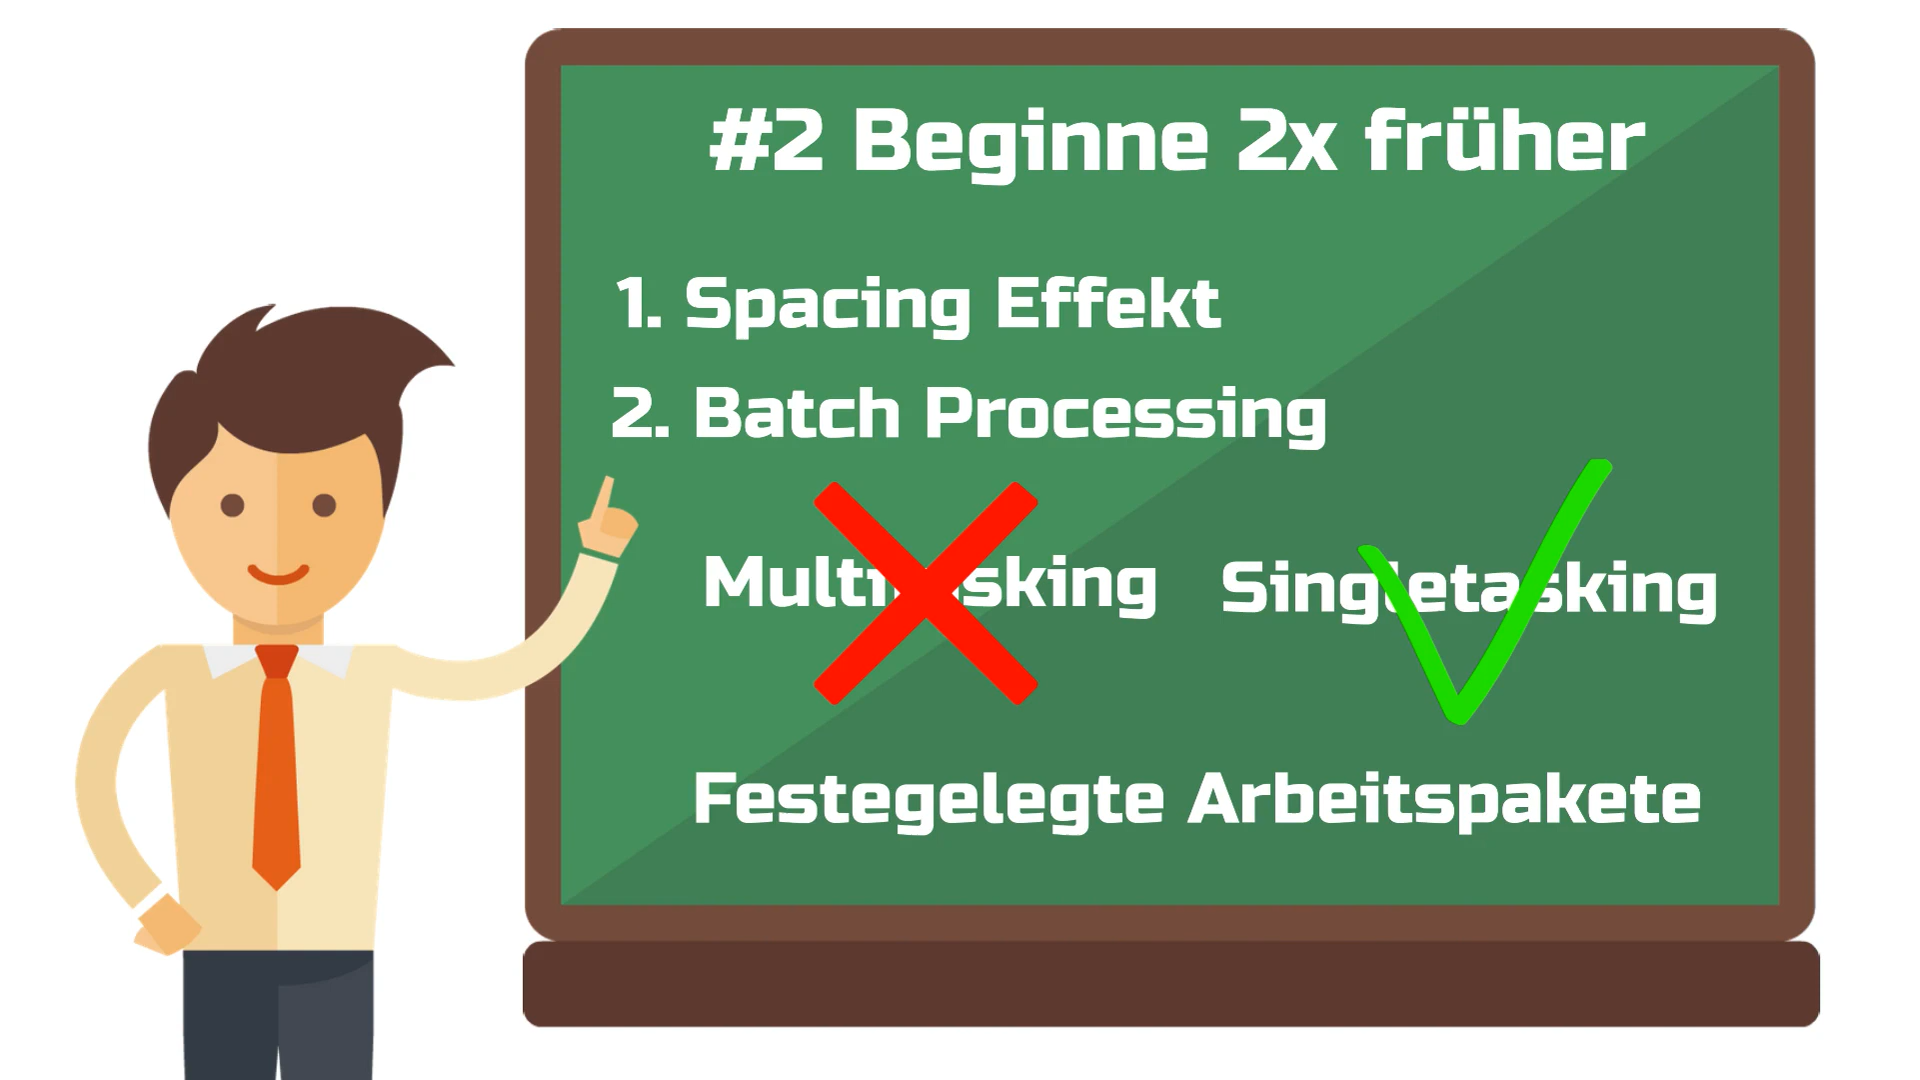 #2 Beginne 2x früher
1. Spacing Effekt
2. Batch Processing
Multitasking Singletasking
Festegelegte Arbeitspakete